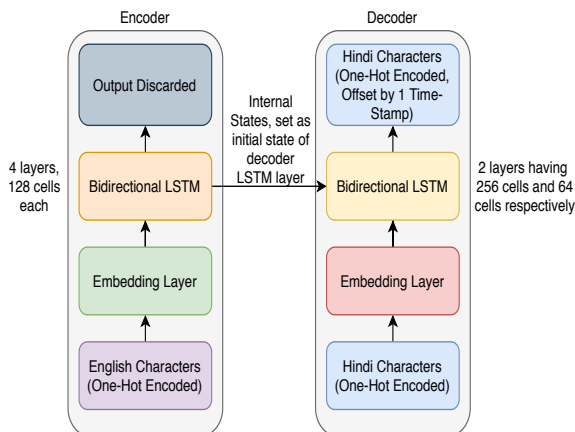 Encoder
Output Discarded
4 layers,
128 cells
each
Bidirectional LSTM
Embedding Layer
English Characters
(One-Hot Encoded)
Internal
States, set as
initial state of
decoder
LSTM layer
Decoder
Hindi Characters
(One-Hot Encoded,
Offset by 1 Time-
Stamp)
Bidirectional LSTM
2 layers having
256 cells and 64
cells respectively
Embedding Layer
Hindi Characters
(One-Hot Encoded)